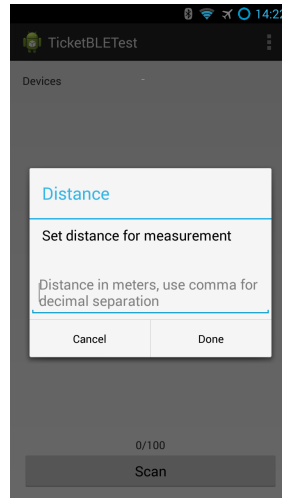 14:22
TicketBLETest
Devices -
Distance
Set distance for measurement
Distance in meters, use comma for
decimal separation
Cancel Done
0/100
Scan